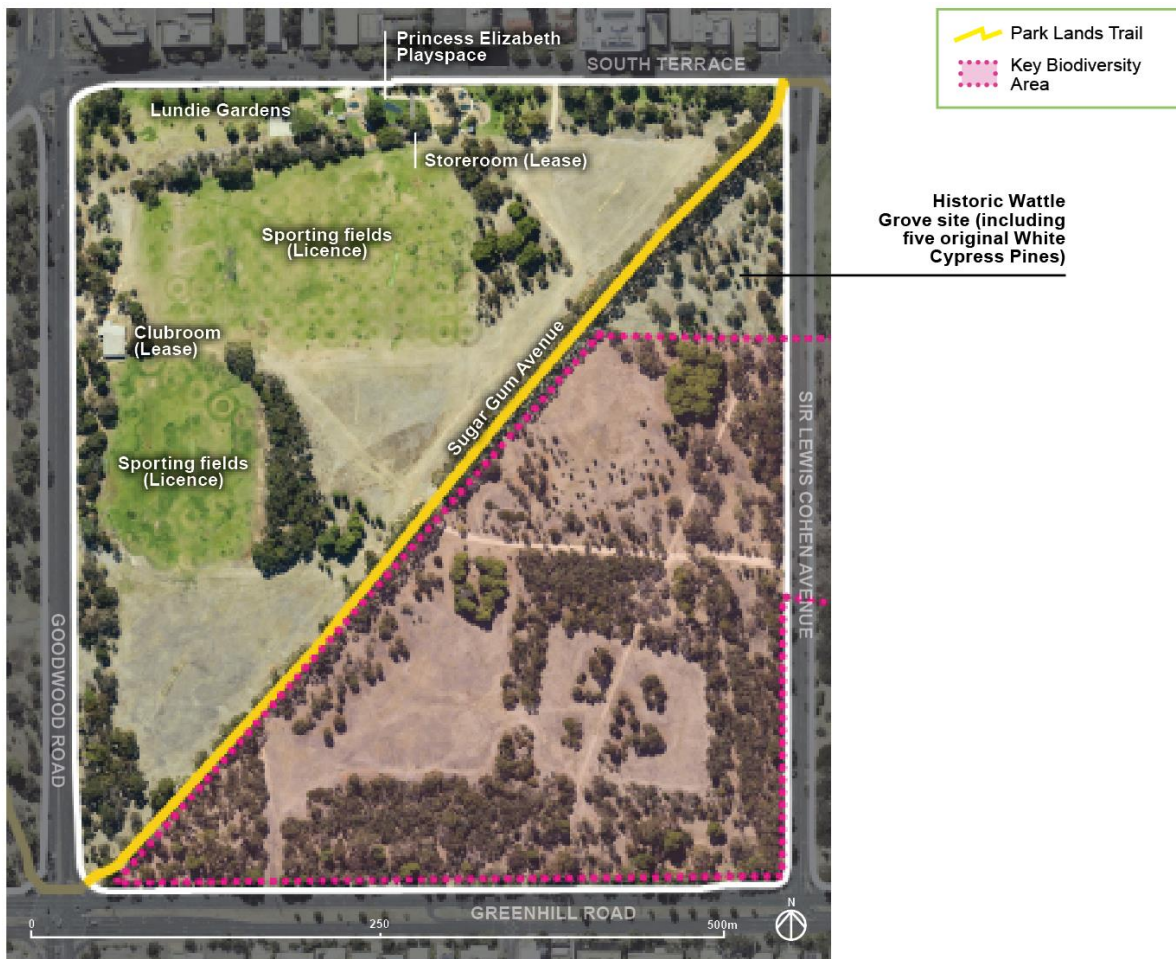 Princess Elizabeth
Playspace
SOUTH TERRACE
Lundie Gardens
Storeroom (Lease)
Sporting fields
(Licence)
Clubroom
(Lease)
Sugar Gum Avenue
Sporting fields
(Licence)
GOODWOOD ROAD
SIR LEWIS COHEN AVENUE
GREENHILL ROAD
0
250
500m
N
Park Lands Trail
Key Biodiversity
Area
Historic Wattle
Grove site (including
five original White
Cypress Pines)